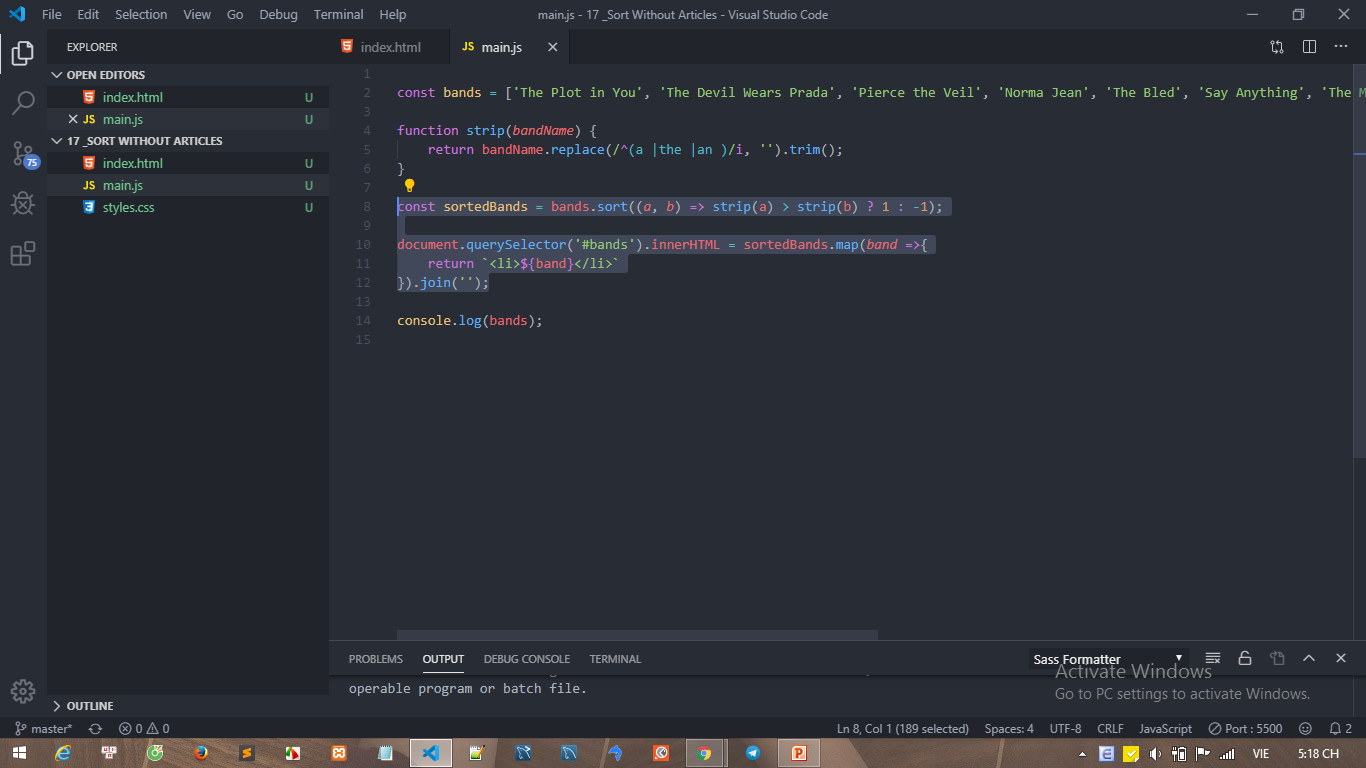 File Edit Selection View Go Debug Terminal Help
main.js - 17 _Sort Without Articles - Visual Studio Code
EXPLORER
OPEN EDITORS
index.html U
JS main.js U
17 _SORT WITHOUT ARTICLES
index.html U
JS main.js U
styles.css U
OUTLINE
75
index.html
JS main.js
1
2 const bands = ['The Plot in You', 'The Devil Wears Prada', 'Pierce the Veil', 'Norma Jean', 'The Bled', 'Say Anything', 'The M
3
4 function strip(bandName) {
5 return bandName.replace(/^(a |the |an )/i, '').trim();
6 }
7
8 const sortedBands = bands.sort((a, b) => strip(a) > strip(b) ? 1 : -1);
9
10 document.querySelector('#bands').innerHTML = sortedBands.map(band =>{
11 return `<li>${band}</li>`
12 }).join('');
13
14 console.log(bands);
15
PROBLEMS OUTPUT DEBUG CONSOLE TERMINAL
Sass Formatter
operable program or batch file.
Activate Windows
Go to PC settings to activate Windows.
master* 0 0
Ln 8, Col 1 (189 selected) Spaces: 4 UTF-8 CRLF JavaScript Port : 5500 2
VIE 5:18 CH